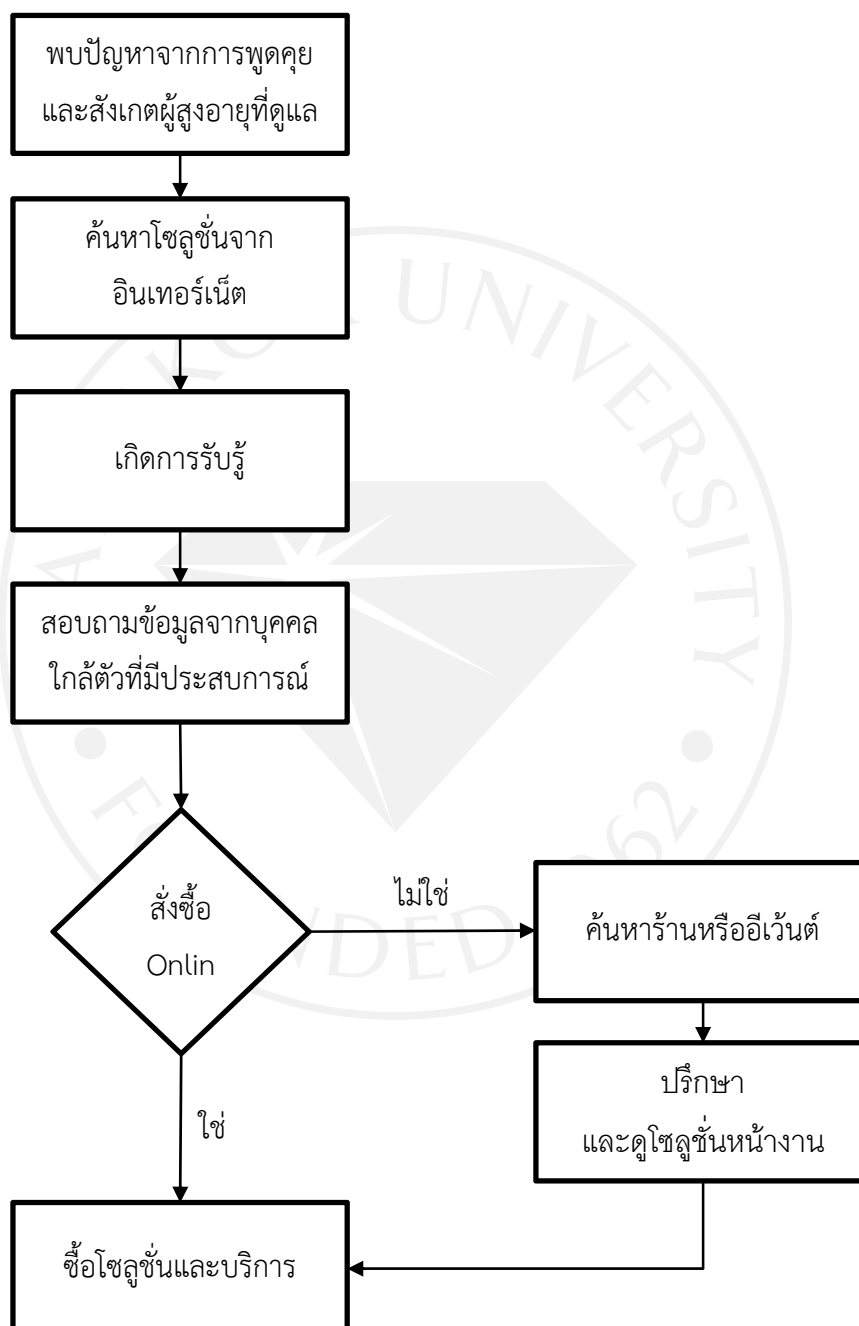 พบปัญหาจากการพูดคุย
และสังเกตผู้สูงอายุที่ดูแล
ค้นหาโซลูชั่นจาก
อินเทอร์เน็ต
เกิดการรับรู้
สอบถามข้อมูลจากบุคคล
ใกล้ตัวที่มีประสบการณ์
สั่งซื้อ
Onlin
ไม่ใช่
ค้นหาร้านหรืออีเว้นต์
ปรึกษา
และดูโซลูชั่นหน้างาน
ใช่
ซื้อโซลูชั่นและบริการ
UNIVERSITY